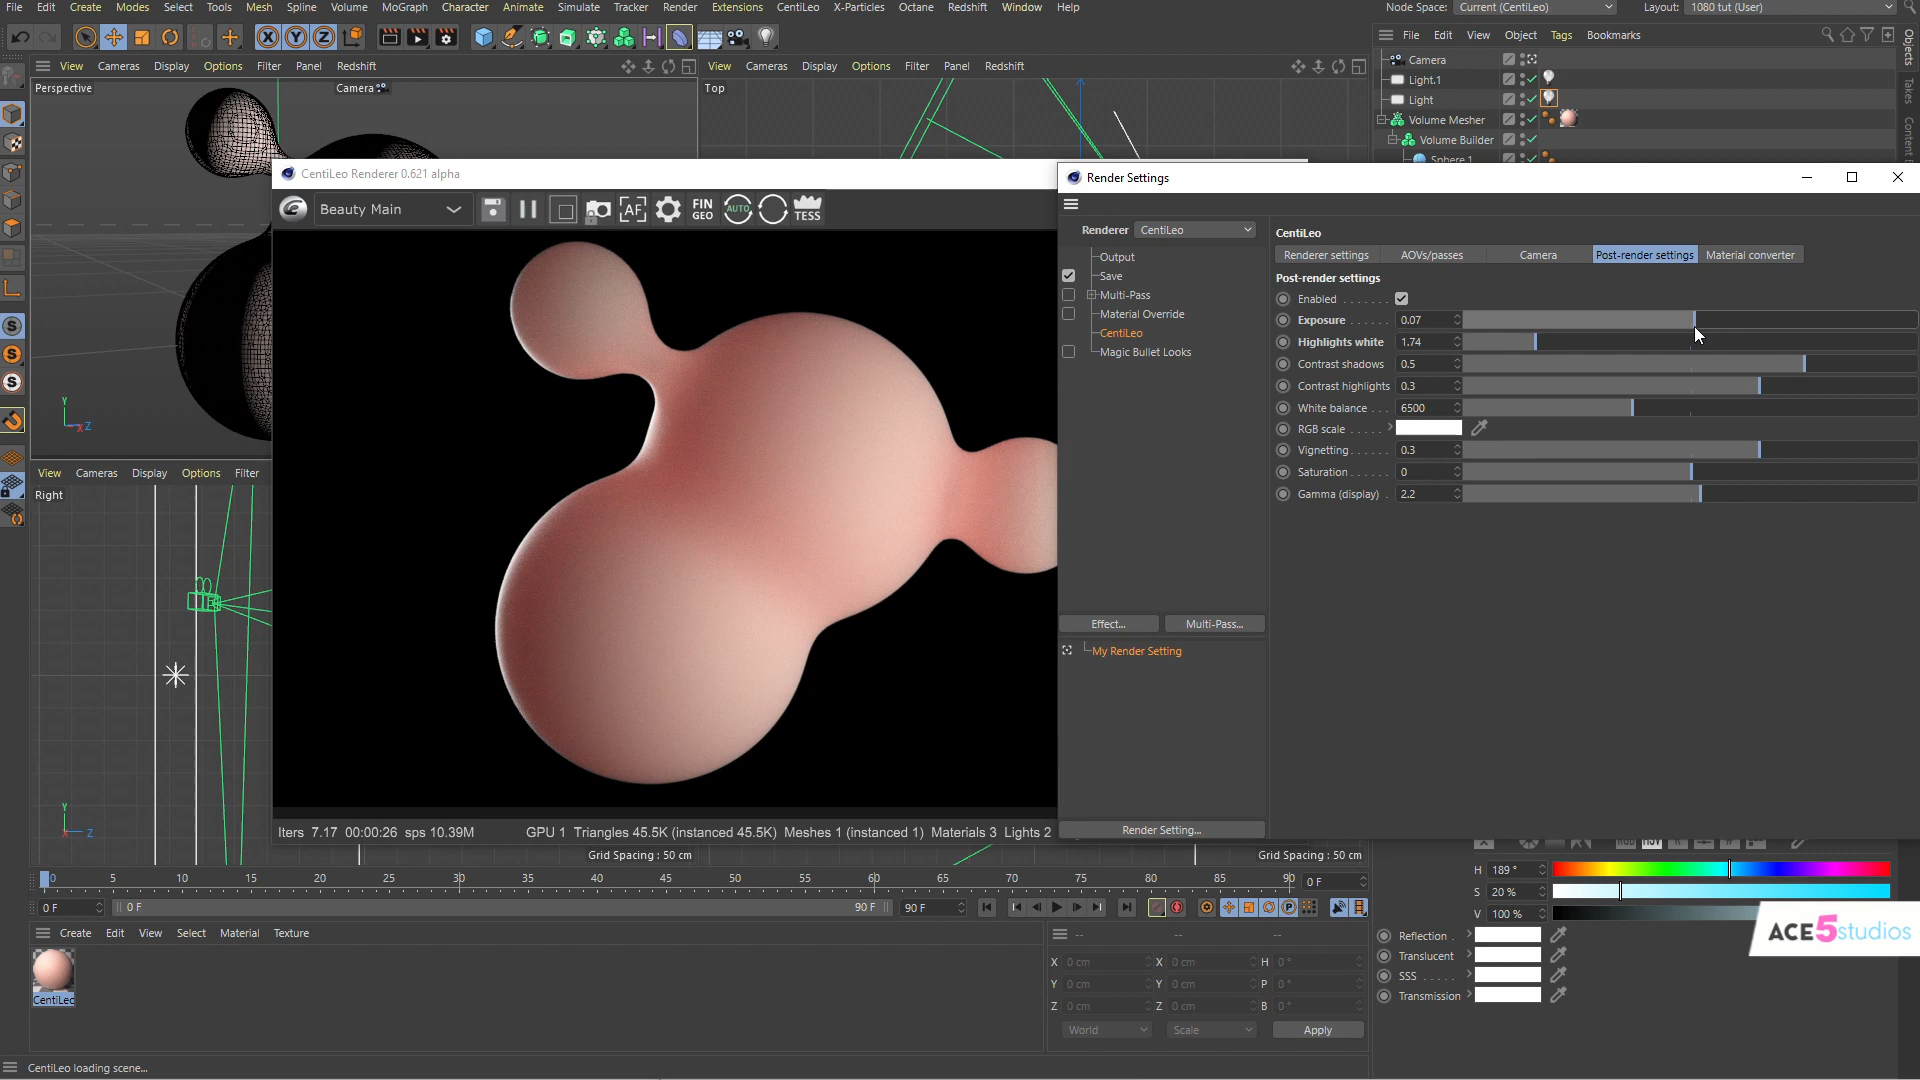 File Edit Create Modes Select Tools Mesh Spline Volume MoGraph Character Animate Simulate Tracker Render Extensions CentiLeo X-Particles Octane Redshift Window Help
Node Space: Current (CentiLeo) Layout: 1080 tut (User)
X Y Z
File Edit View Object Tags Bookmarks
Objects
Takes
View Cameras Display Options Filter Panel Redshift
View Cameras Display Options Filter Panel Redshift
Perspective
Camera
Top
Camera
Light.1
Light
Volume Mesher
Volume Builder
Sphere.1
CentiLeo Renderer 0.621 alpha
Beauty Main
AF
FIN GEO
AUTO
TESS
Render Settings
Renderer CentiLeo
Output
Save
Multi-Pass
Material Override
CentiLeo
Magic Bullet Looks
Effect...
Multi-Pass...
My Render Setting
Render Setting...
CentiLeo
Renderer settings AOVs/passes Camera Post-render settings Material converter
Post-render settings
Enabled
Exposure 0.07
Highlights white 1.74
Contrast shadows 0.5
Contrast highlights 0.3
White balance 6500
RGB scale
Vignetting 0.3
Saturation 0
Gamma (display) 2.2
Y
X Z
View Cameras Display Options Filter
Right
Y
X Z
Iters 7.17 00:00:26 sps 10.39M GPU 1 Triangles 45.5K (instanced 45.5K) Meshes 1 (instanced 1) Materials 3 Lights 2
Grid Spacing : 50 cm
Grid Spacing : 50 cm
0 5 10 15 20 25 30 35 40 45 50 55 60 65 70 75 80 85 90 0 F
0 F 0 F 90 F 90 F
Create Edit View Select Material Texture
CentiLeo
-- -- --
X 0 cm X 0 cm H 0 °
Y 0 cm Y 0 cm P 0 °
Z 0 cm Z 0 cm B 0 °
World Scale Apply
H 189 °
S 20 %
V 100 %
Reflection
Translucent
SSS
Transmission
ACE5studios
CentiLeo loading scene...